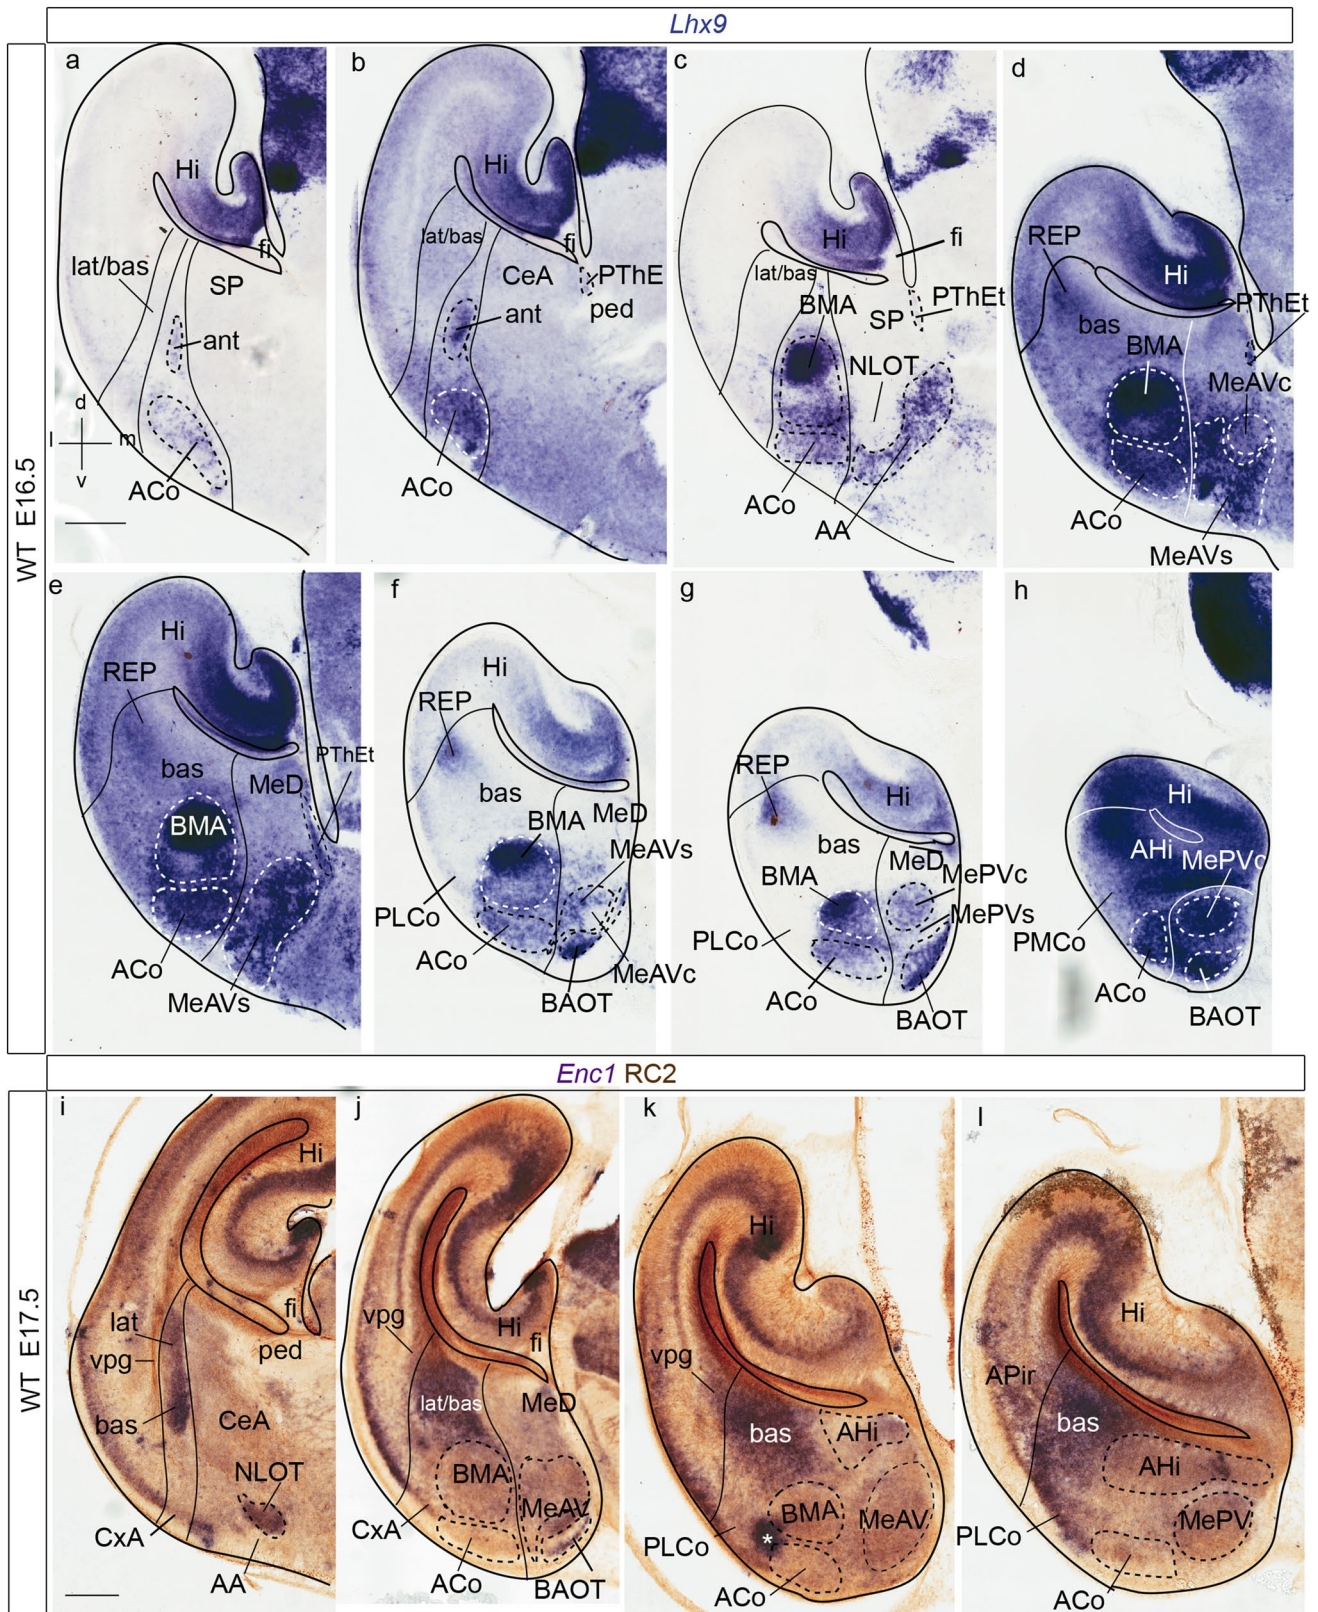 Lhx9
WT E16.5
a
Hi
fi
lat/bas
SP
ant
d
l
m
v
ACo
b
Hi
lat/bas
fi
CeA
PThE
ped
ant
ACo
c
Hi
fi
lat/bas
BMA
PThEt
SP
NLOT
ACo
AA
d
REP
Hi
bas
PThEt
BMA
MeAVc
ACo
MeAVs
e
Hi
REP
PThEt
bas
MeD
BMA
ACo
MeAVs
f
Hi
REP
bas
BMA
MeD
MeAVs
PLCo
ACo
MeAVc
BAOT
g
REP
Hi
bas
MeD
BMA
MePVc
MePVs
PLCo
ACo
BAOT
h
Hi
AHi
MePVc
PMCo
ACo
BAOT
Enc1 RC2
WT E17.5
i
Hi
fi
lat
vpg
ped
bas
CeA
NLOT
CxA
AA
j
vpg
Hi
fi
lat/bas
MeD
BMA
MeAV
CxA
ACo
BAOT
k
Hi
vpg
bas
AHi
BMA
MeAV
*
PLCo
ACo
l
Hi
APir
bas
AHi
MePV
PLCo
ACo